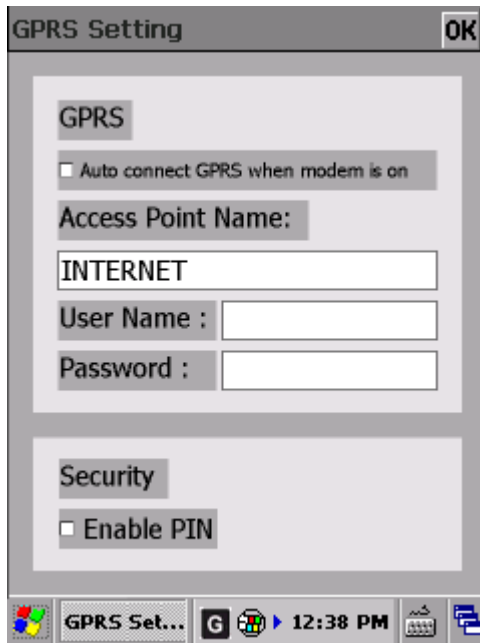 GPRS Setting OK
GPRS
Auto connect GPRS when modem is on
Access Point Name:
INTERNET
User Name :
Password :
Security
Enable PIN
GPRS Set... G 12:38 PM